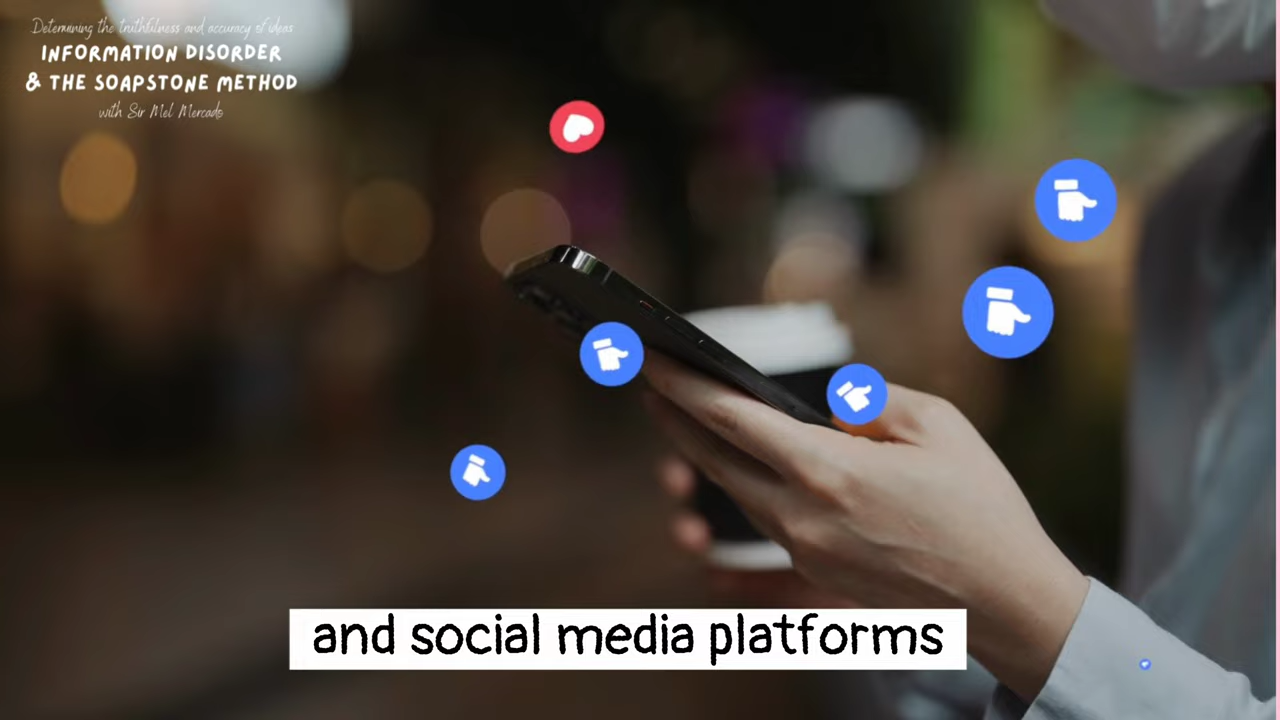 Determining the truthfulness and accuracy of ideas
INFORMATION DISORDER
& THE SOAPSTONE METHOD
with Sir Mel Mercado
and social media platforms